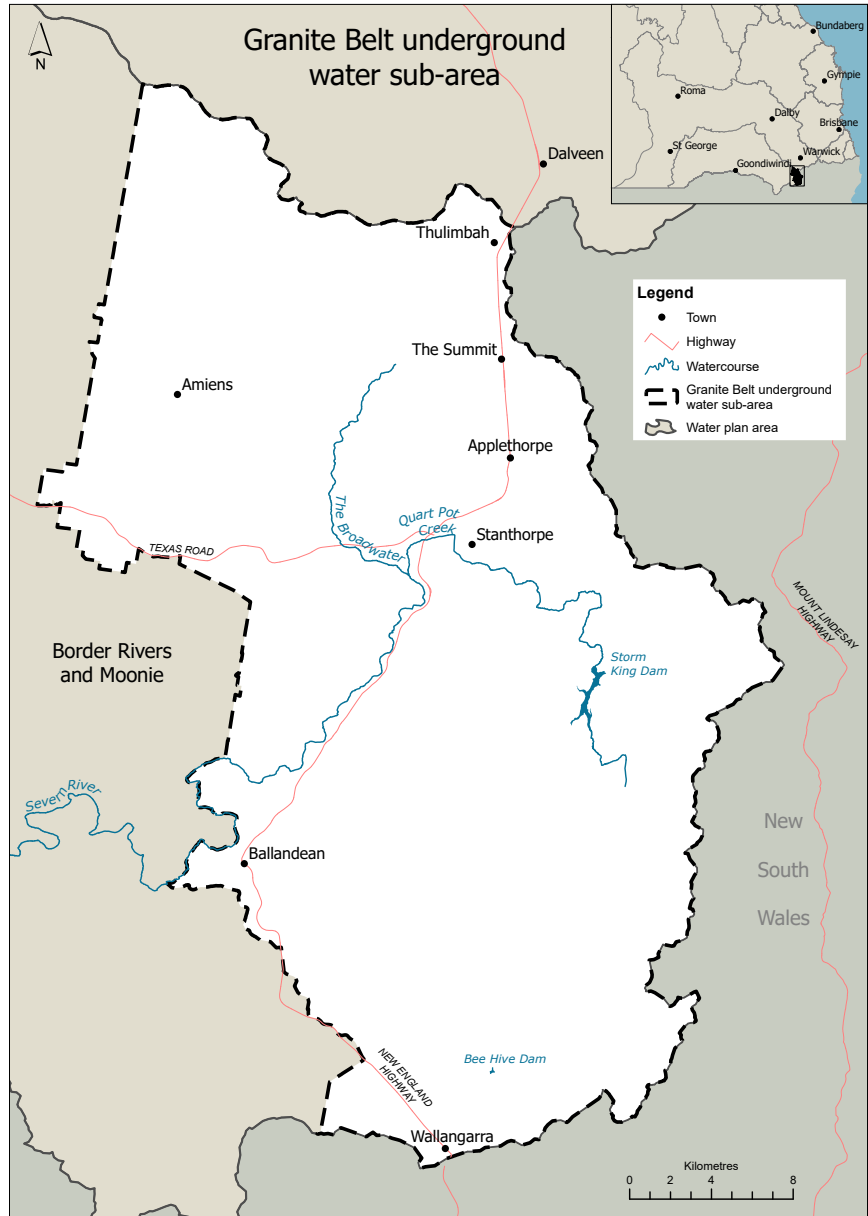 Granite Belt underground
water sub-area
N
Bundaberg
Gympie
Roma
Dalby
Brisbane
St George
Warwick
Goondiwindi
Dalveen
Thulimbah
Legend
Town
Highway
Watercourse
Granite Belt underground
water sub-area
Water plan area
The Summit
Amiens
Applethorpe
The Broadwater
Quart Pot
Creek
Stanthorpe
TEXAS ROAD
MOUNT LINDESAY
HIGHWAY
Border Rivers
and Moonie
Storm
King Dam
Severn River
New
South
Wales
Ballandean
Bee Hive Dam
NEW ENGLAND
HIGHWAY
Wallangarra
Kilometres
0 2 4 6 8